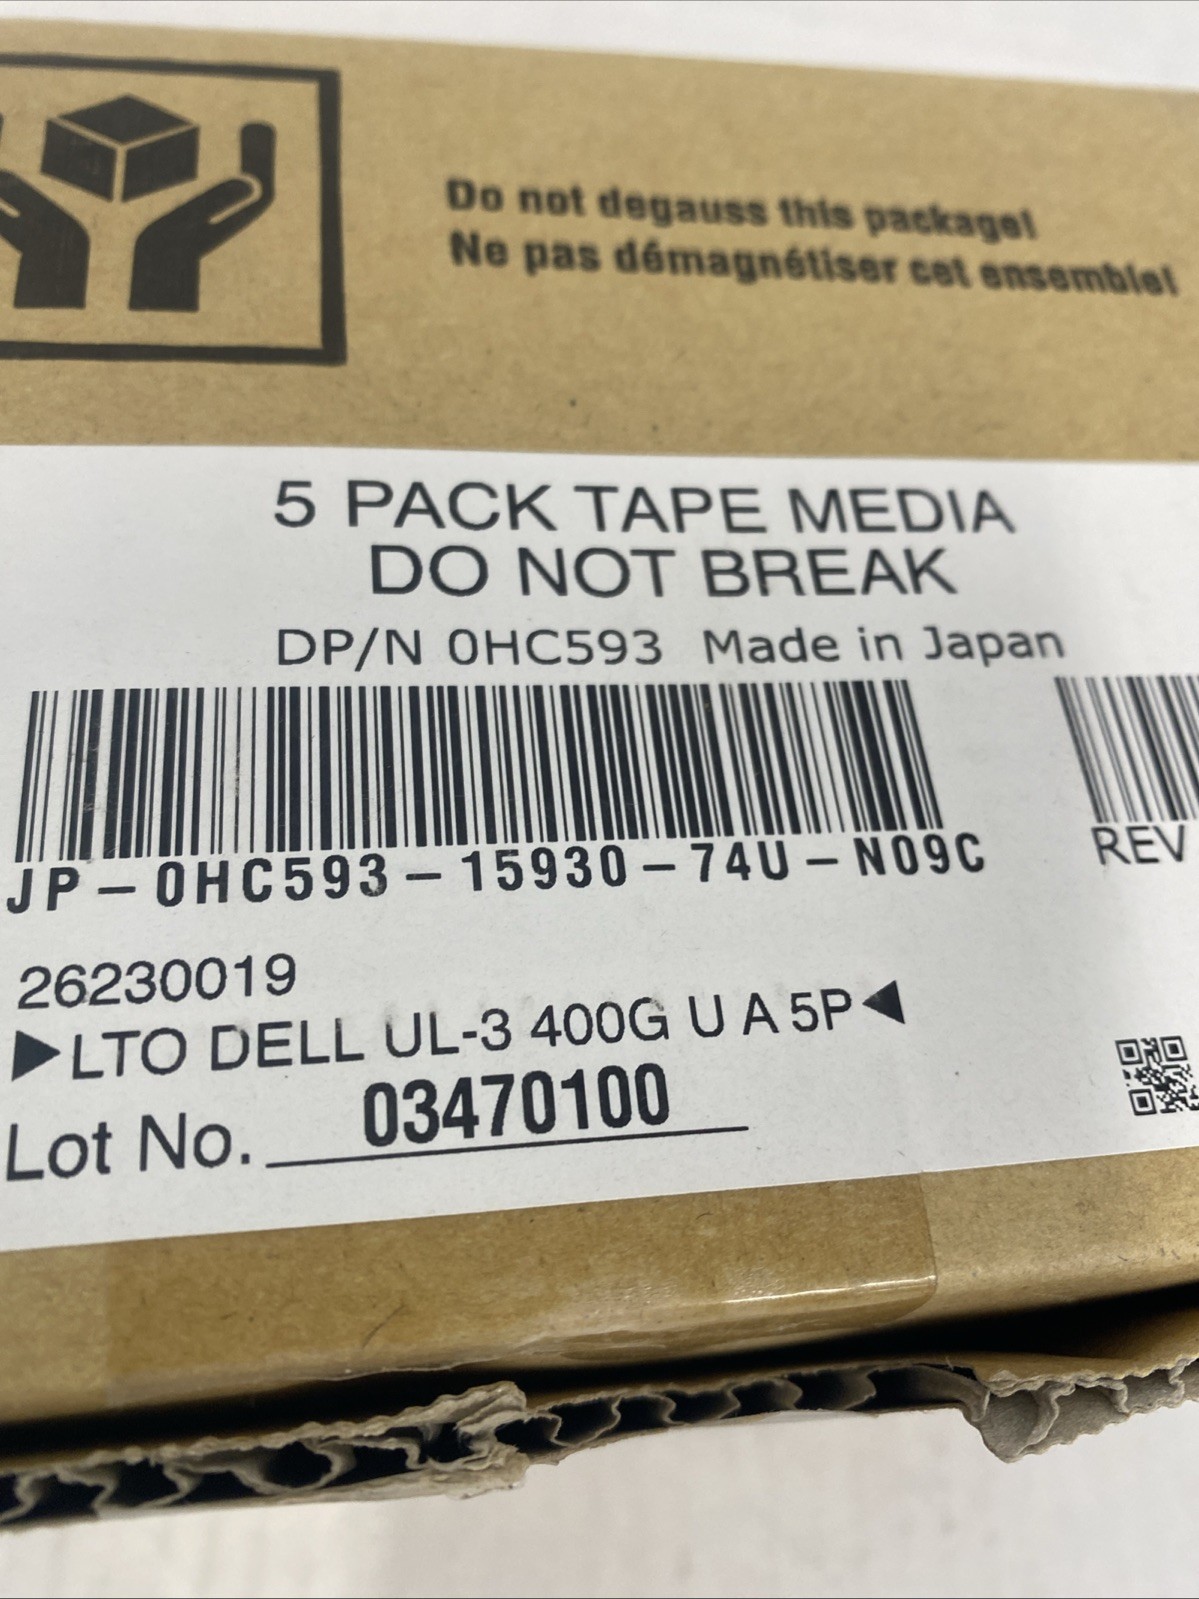 Do not degauss this package!
Ne pas démagnétiser cet ensemble!
5 PACK TAPE MEDIA
DO NOT BREAK
DP/N 0HC593 Made in Japan
JP-0HC593-15930-74U-N09C
REV
26230019
▶LTO DELL UL-3 400G U A 5P◀
Lot No. 03470100